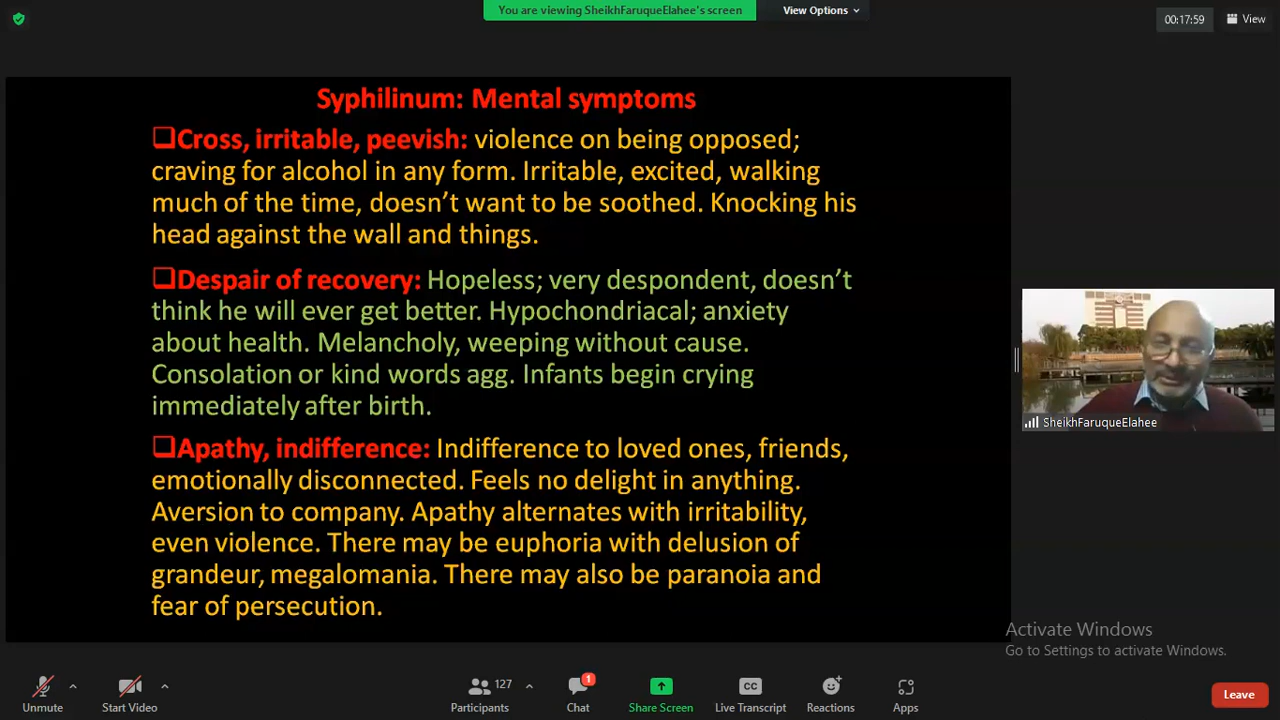 You are viewing SheikhFaruqueElahee's screen
View Options
00:17:59
View
Syphilinum: Mental symptoms
❑Cross, irritable, peevish: violence on being opposed;
craving for alcohol in any form. Irritable, excited, walking
much of the time, doesn’t want to be soothed. Knocking his
head against the wall and things.
❑Despair of recovery: Hopeless; very despondent, doesn’t
think he will ever get better. Hypochondriacal; anxiety
about health. Melancholy, weeping without cause.
Consolation or kind words agg. Infants begin crying
immediately after birth.
❑Apathy, indifference: Indifference to loved ones, friends,
emotionally disconnected. Feels no delight in anything.
Aversion to company. Apathy alternates with irritability,
even violence. There may be euphoria with delusion of
grandeur, megalomania. There may also be paranoia and
fear of persecution.
SheikhFaruqueElahee
Activate Windows
Go to Settings to activate Windows.
Unmute
Start Video
127
Participants
1
Chat
Share Screen
CC
Live Transcript
Reactions
Apps
Leave